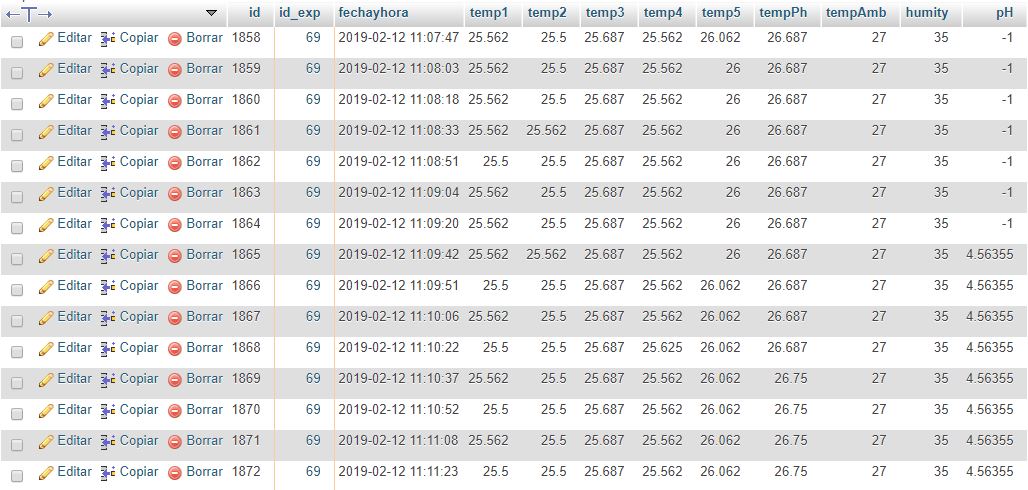 id id_exp fechayhora temp1 temp2 temp3 temp4 temp5 tempPh tempAmb humity pH
Editar Copiar Borrar 1858 69 2019-02-12 11:07:47 25.562 25.5 25.687 25.562 26.062 26.687 27 35 -1
Editar Copiar Borrar 1859 69 2019-02-12 11:08:03 25.562 25.5 25.687 25.562 26 26.687 27 35 -1
Editar Copiar Borrar 1860 69 2019-02-12 11:08:18 25.562 25.5 25.687 25.562 26 26.687 27 35 -1
Editar Copiar Borrar 1861 69 2019-02-12 11:08:33 25.562 25.562 25.687 25.562 26 26.687 27 35 -1
Editar Copiar Borrar 1862 69 2019-02-12 11:08:51 25.5 25.5 25.687 25.562 26 26.687 27 35 -1
Editar Copiar Borrar 1863 69 2019-02-12 11:09:04 25.562 25.5 25.687 25.562 26 26.687 27 35 -1
Editar Copiar Borrar 1864 69 2019-02-12 11:09:20 25.562 25.5 25.687 25.562 26 26.687 27 35 -1
Editar Copiar Borrar 1865 69 2019-02-12 11:09:42 25.562 25.562 25.687 25.562 26 26.687 27 35 4.56355
Editar Copiar Borrar 1866 69 2019-02-12 11:09:51 25.5 25.5 25.687 25.562 26.062 26.687 27 35 4.56355
Editar Copiar Borrar 1867 69 2019-02-12 11:10:06 25.562 25.5 25.687 25.562 26.062 26.687 27 35 4.56355
Editar Copiar Borrar 1868 69 2019-02-12 11:10:22 25.5 25.5 25.687 25.625 26.062 26.687 27 35 4.56355
Editar Copiar Borrar 1869 69 2019-02-12 11:10:37 25.562 25.5 25.687 25.562 26.062 26.75 27 35 4.56355
Editar Copiar Borrar 1870 69 2019-02-12 11:10:52 25.5 25.5 25.687 25.562 26.062 26.75 27 35 4.56355
Editar Copiar Borrar 1871 69 2019-02-12 11:11:08 25.562 25.5 25.687 25.562 26.062 26.75 27 35 4.56355
Editar Copiar Borrar 1872 69 2019-02-12 11:11:23 25.5 25.5 25.687 25.562 26.062 26.75 27 35 4.56355